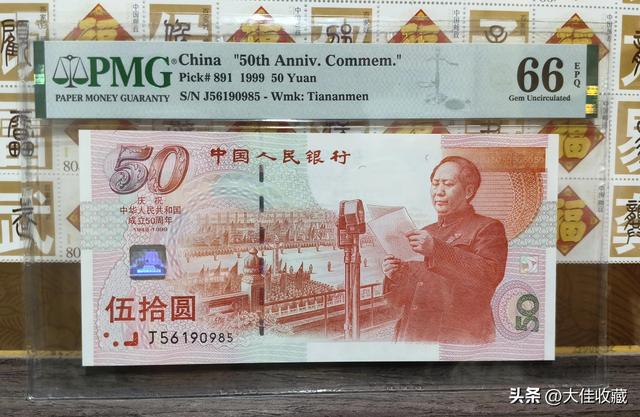 PMG
PAPER MONEY GUARANTY
China "50th Anniv. Commem."
Pick# 891 1999 50 Yuan
S/N J56190985 - Wmk: Tiananmen
66 EPQ
Gem Uncirculated
50
中国人民银行
庆祝
中华人民共和国
成立50周年
1949-1999
伍拾圆
J56190985
50
头条 @大佳收藏